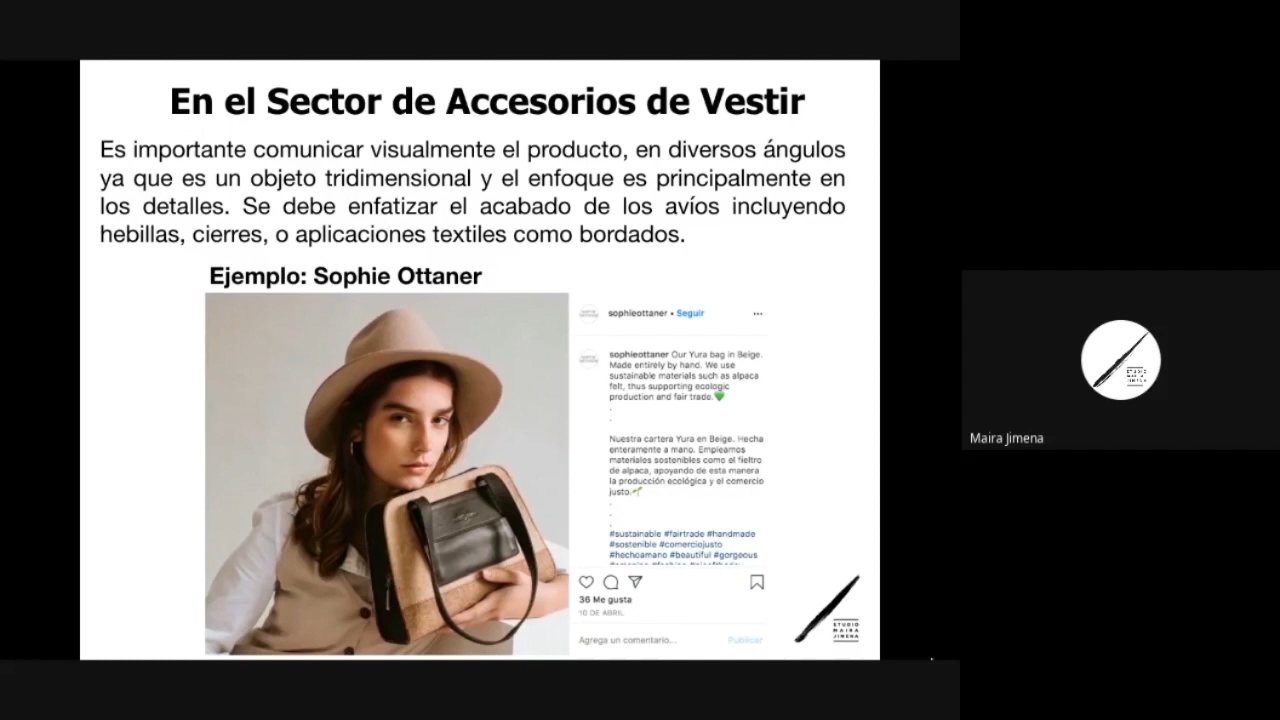 En el Sector de Accesorios de Vestir
Es importante comunicar visualmente el producto, en diversos ángulos
ya que es un objeto tridimensional y el enfoque es principalmente en
los detalles. Se debe enfatizar el acabado de los avíos incluyendo
hebillas, cierres, o aplicaciones textiles como bordados.
Ejemplo: Sophie Ottaner
sophieottaner • Seguir
sophieottaner Our Yura bag in Beige.
Made entirely by hand. We use
sustainable materials such as alpaca
felt, thus supporting ecologic
production and fair trade.💚
.
.
Nuestra cartera Yura en Beige. Hecha
enteramente a mano. Empleamos
materiales sostenibles como el fieltro
de alpaca, apoyando de esta manera
la producción ecológica y el comercio
justo.🌱
.
.
.
#sustainable #fairtrade #handmade
#sostenible #comerciojusto
#hechoamano #beautiful #gorgeous
36 Me gusta
10 DE ABRIL
Agrega un comentario...
Publicar
STUDIO
MAIRA
JIMENA
STUDIO
MAIRA
JIMENA
Maira Jimena